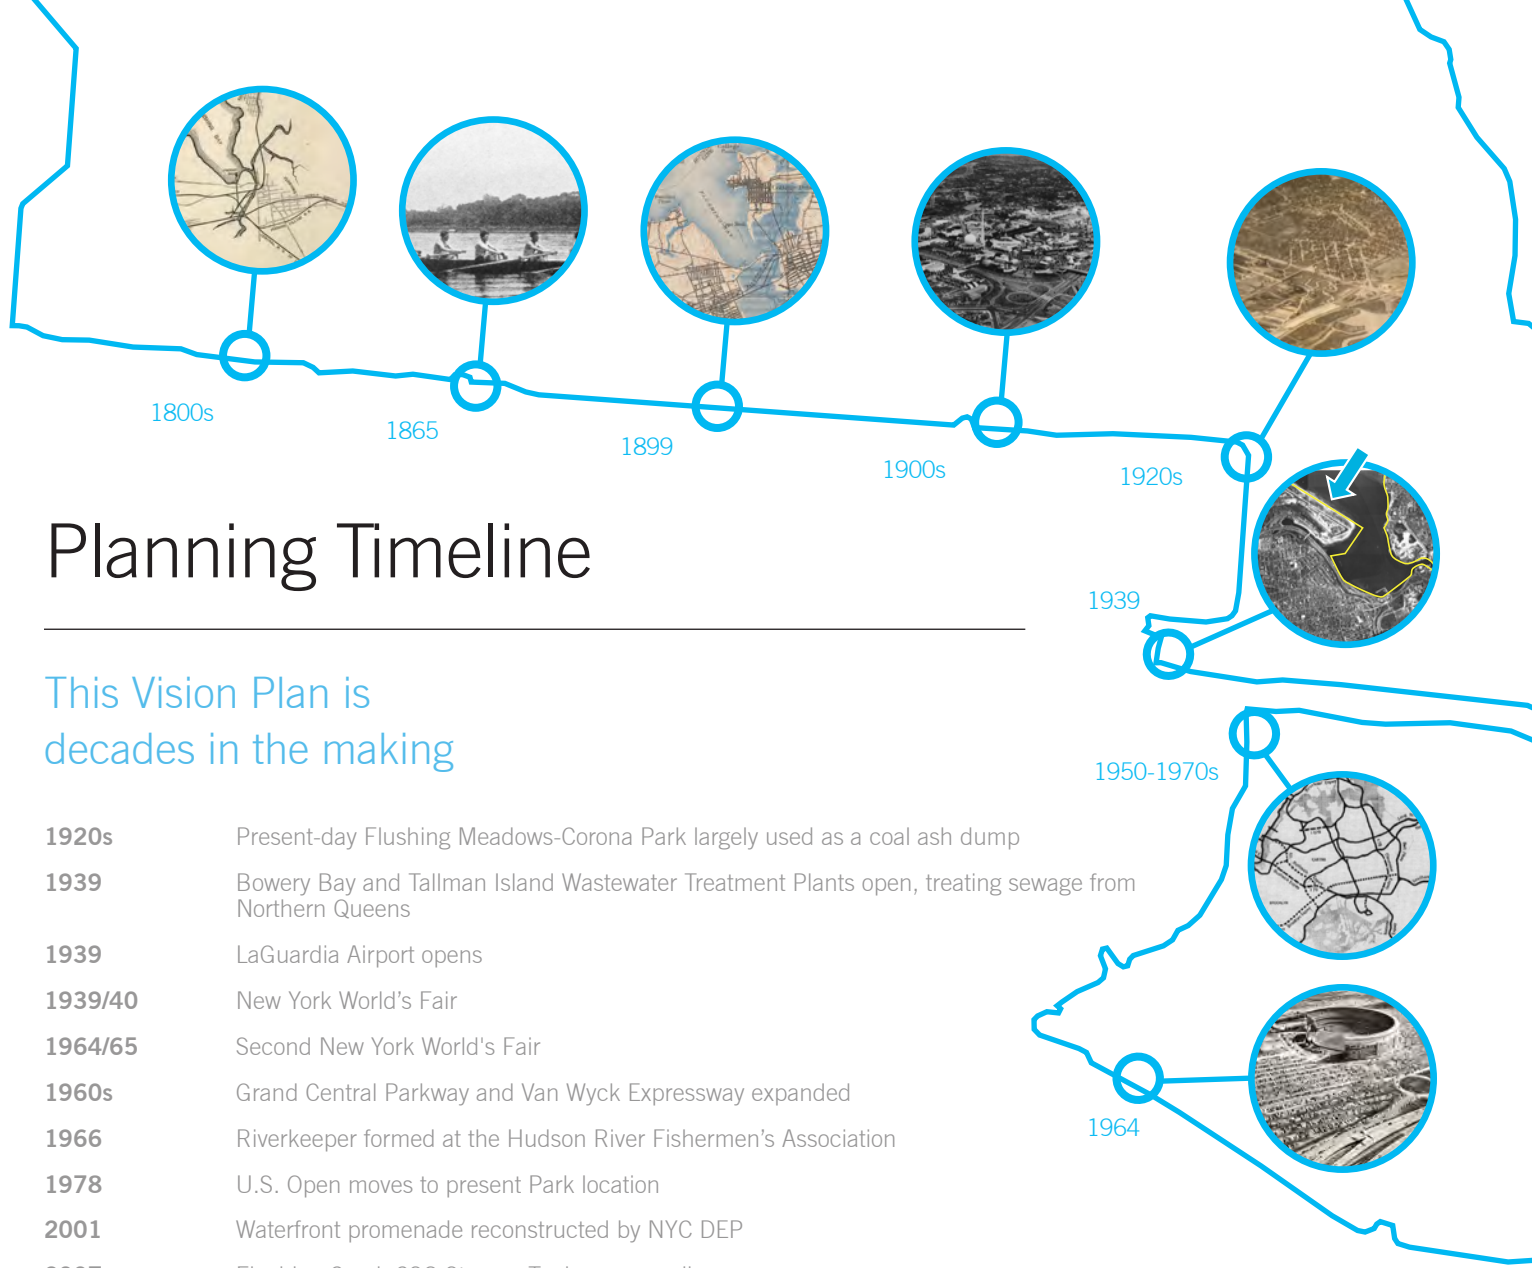 1800s
1865
1899
1900s
1920s
Planning Timeline
1939
This Vision Plan is
decades in the making
1950-1970s
1920s Present-day Flushing Meadows-Corona Park largely used as a coal ash dump
1939 Bowery Bay and Tallman Island Wastewater Treatment Plants open, treating sewage from
Northern Queens
1939 LaGuardia Airport opens
1939/40 New York World’s Fair
1964/65 Second New York World's Fair
1960s Grand Central Parkway and Van Wyck Expressway expanded
1966 Riverkeeper formed at the Hudson River Fishermen’s Association
1964
1978 U.S. Open moves to present Park location
2001 Waterfront promenade reconstructed by NYC DEP